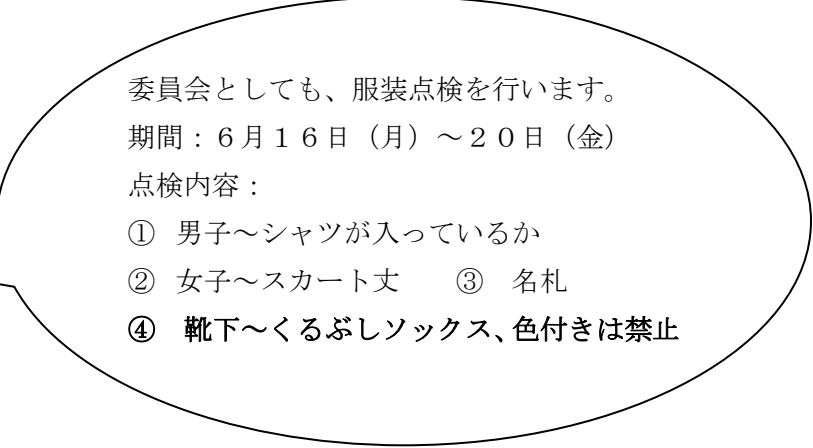 委員会としても、服装点検を行います。
期間：６月１６日（月）～２０日（金）
点検内容：
① 男子～シャツが入っているか
② 女子～スカート丈　　③ 名札
④ 靴下～くるぶしソックス、色付きは禁止